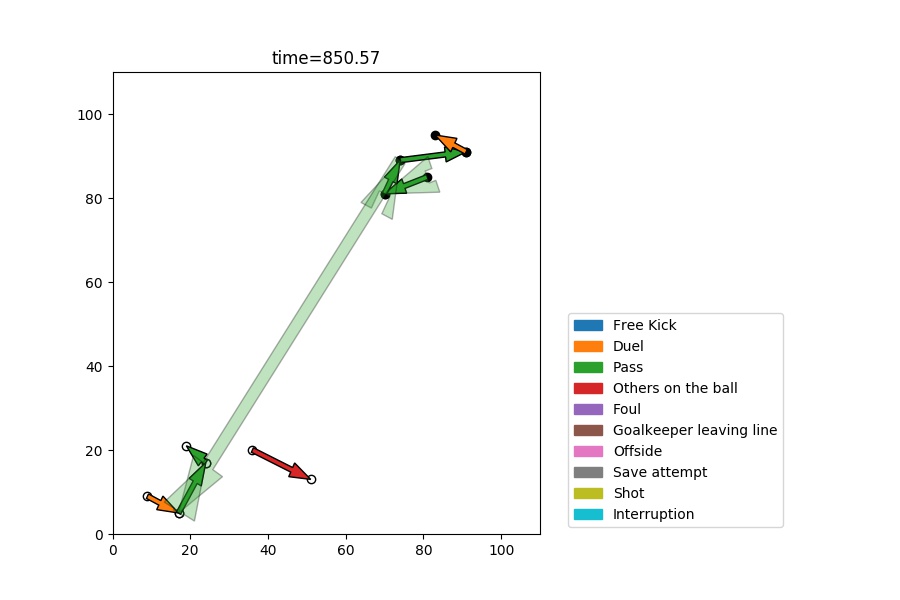 time=850.57
100
80
60
40
20
0
0 20 40 60 80 100
Free Kick
Duel
Pass
Others on the ball
Foul
Goalkeeper leaving line
Offside
Save attempt
Shot
Interruption